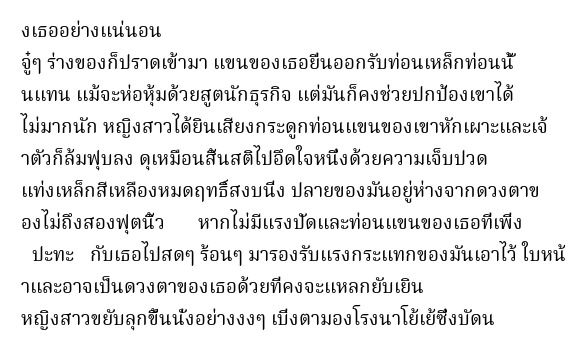 งเธออย่างแน่นอน
จู่ๆ ร่างของก็ปราดเข้ามา แขนของเธอยื่นออกรับท่อนเหล็กท่อนนั้
นแทน แม้จะห่อหุ้มด้วยสูตนักธุรกิจ แต่มันก็คงช่วยปกป้องเขาได้
ไม่มากนัก หญิงสาวได้ยินเสียงกระดูกท่อนแขนของเขาหักเผาะและเจ้
าตัวก็ล้มฟุบลง ดุเหมือนสิ้นสติไปอึดใจหนึ่งด้วยความเจ็บปวด
แท่งเหล็กสีเหลืองหมดฤทธิ์สงบนึ่ง ปลายของมันอยู่ห่างจากดวงตาข
องไม่ถึงสองฟุตนิ้ว หากไม่มีแรงปัดและท่อนแขนของเธอที่เพิ่ง
ปะทะ กับเธอไปสดๆ ร้อนๆ มารองรับแรงกระแทกของมันเอาไว้ ใบหน้
าและอาจเป็นดวงตาของเธอด้วยที่คงจะแหลกยับเยิน
หญิงสาวขยับลุกขึ้นนั่งอย่างงงๆ เบิ่งตามองโรงนาโย้เย้ซึ่งบัดน